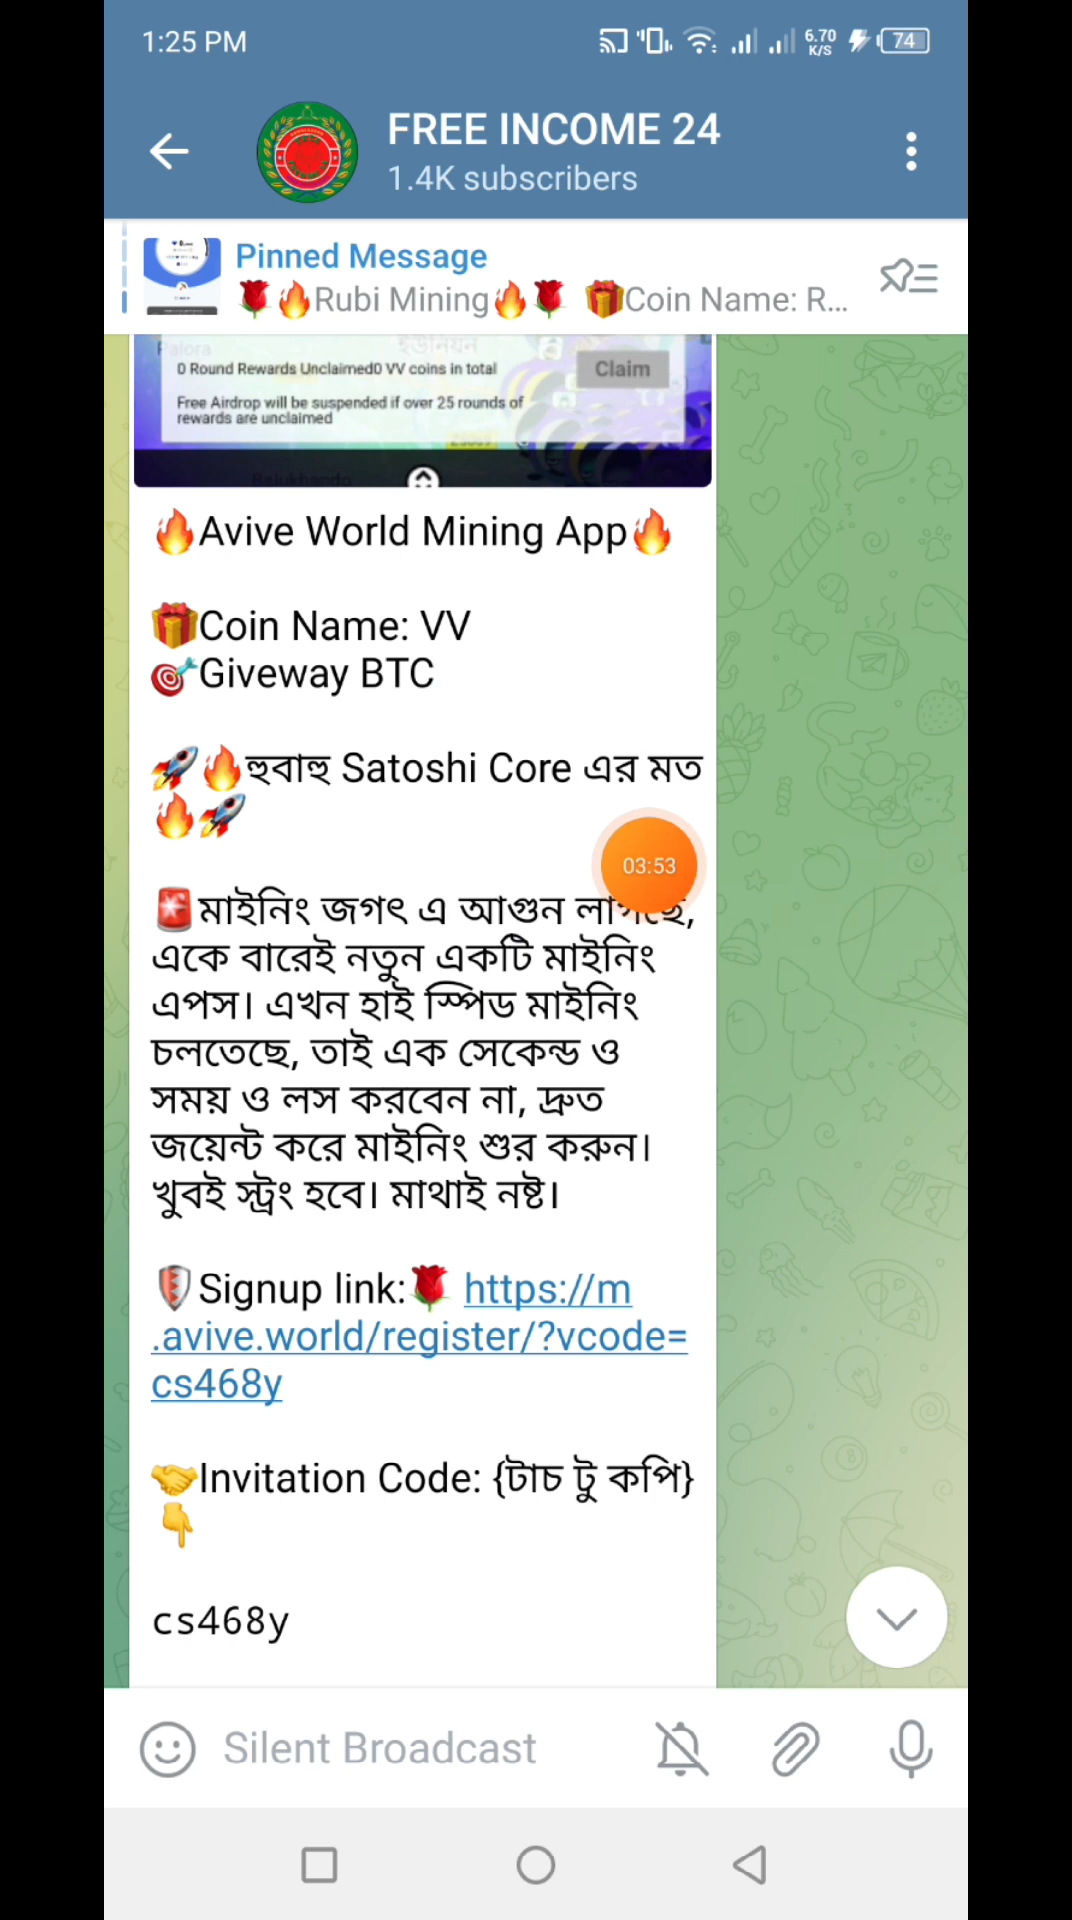 1:25 PM
6.70 K/S
74
FREE INCOME 24
1.4K subscribers
Pinned Message
🌹🔥Rubi Mining🔥🌹 🎁Coin Name: R...
ইউনিয়ন
0 Round Rewards Unclaimed0 VV coins in total
Claim
Free Airdrop will be suspended if over 25 rounds of
rewards are unclaimed
🔥Avive World Mining App🔥
🎁Coin Name: VV
🎯Giveway BTC
🚀🔥হুবাহু Satoshi Core এর মত
🔥🚀
03:53
🚨মাইনিং জগৎ এ আগুন লাগছে,
একে বারেই নতুন একটি মাইনিং
এপস। এখন হাই স্পিড মাইনিং
চলতেছে, তাই এক সেকেন্ড ও
সময় ও লস করবেন না, দ্রুত
জয়েন্ট করে মাইনিং শুর করুন।
খুবই স্ট্রং হবে। মাথাই নষ্ট।
🛡Signup link:🌹 https://m
.avive.world/register/?vcode=
cs468y
🤝Invitation Code: {টাচ টু কপি}
👇
cs468y
Silent Broadcast